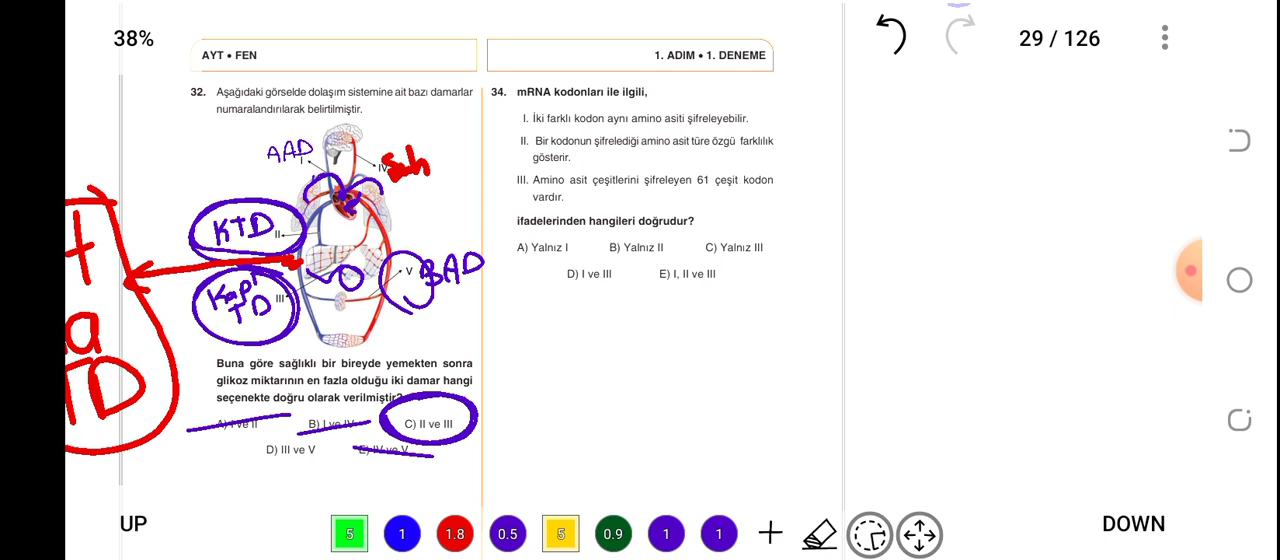 38%
29 / 126
AYT • FEN
1. ADIM • 1. DENEME
32. Aşağıdaki görselde dolaşım sistemine ait bazı damarlar
numaralandırılarak belirtilmiştir.
AAD
I
IV
KTD
II
V
BAD
Kapı
TD
III
Buna göre sağlıklı bir bireyde yemekten sonra
glikoz miktarının en fazla olduğu iki damar hangi
seçenekte doğru olarak verilmiştir?
A) I ve II
B) I ve IV
C) II ve III
D) III ve V
E) IV ve V
34. mRNA kodonları ile ilgili,
I. İki farklı kodon aynı amino asiti şifreleyebilir.
II. Bir kodonun şifrelediği amino asit türe özgü farklılık
gösterir.
III. Amino asit çeşitlerini şifreleyen 61 çeşit kodon
vardır.
ifadelerinden hangileri doğrudur?
A) Yalnız I
B) Yalnız II
C) Yalnız III
D) I ve III
E) I, II ve III
UP
5
1
1.8
0.5
5
0.9
1
1
DOWN